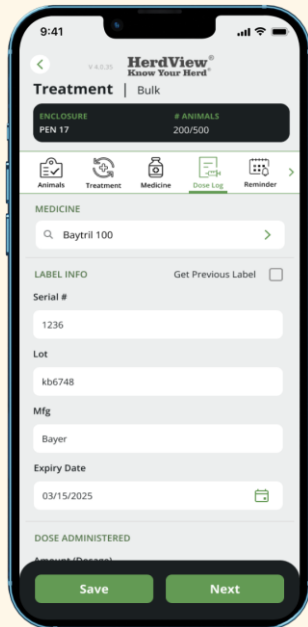 9:41
V 4.0.35 HerdView®
Know Your Herd®
Treatment | Bulk
ENCLOSURE # ANIMALS
PEN 17 200/500
Animals Treatment Medicine Dose Log Reminder
MEDICINE
Baytril 100
LABEL INFO Get Previous Label
Serial #
1236
Lot
kb6748
Mfg
Bayer
Expiry Date
03/15/2025
DOSE ADMINISTERED
Amount (Dosage)
Save Next